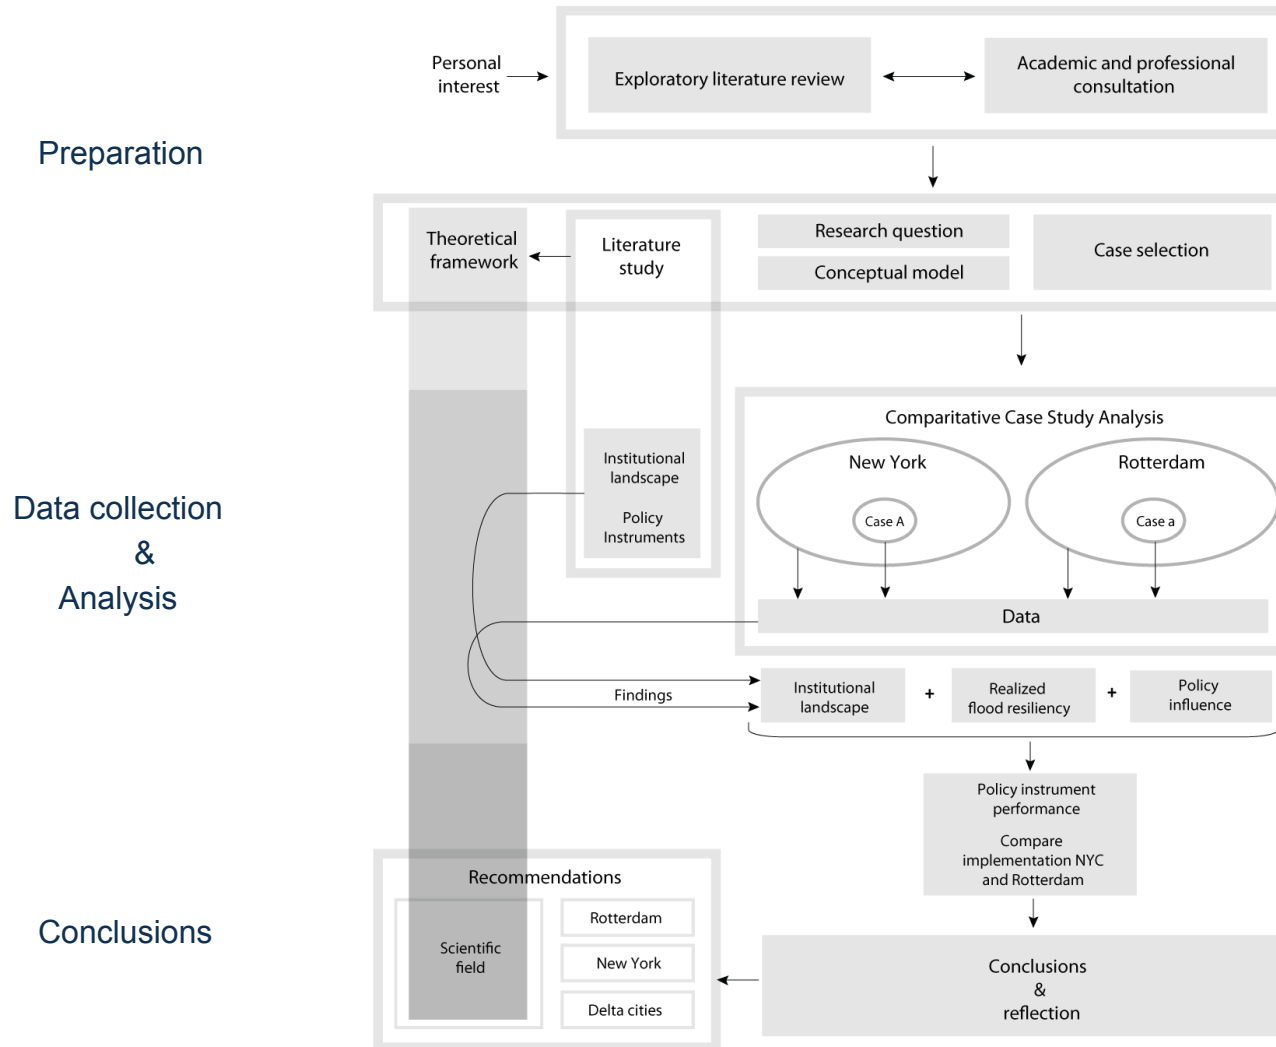 Personal
interest
Exploratory literature review
Academic and professional
consultation
Preparation
Theoretical
framework
Literature
study
Research question
Conceptual model
Case selection
Comparitative Case Study Analysis
New York
Case A
Rotterdam
Case a
Institutional
landscape
Policy
Instruments
Data collection
&
Analysis
Data
Findings
Institutional
landscape
+
Realized
flood resiliency
+
Policy
influence
Policy instrument
performance
Compare
implementation NYC
and Rotterdam
Conclusions
Recommendations
Scientific
field
Rotterdam
New York
Delta cities
Conclusions
&
reflection